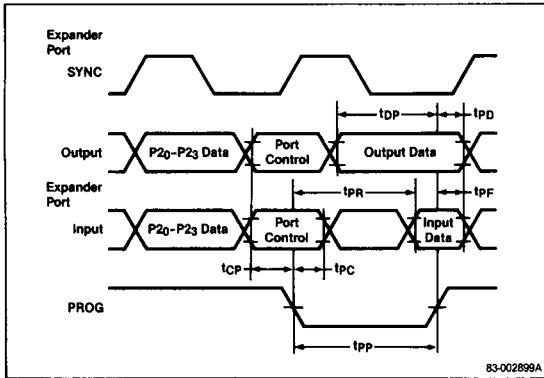 Expander
Port
SYNC
tDP
tPD
Output
P20-P23 Data
Port
Control
Output Data
Expander
Port
tPR
tPF
Input
P20-P23 Data
Port
Control
Input
Data
tCP
tPC
PROG
tPP
83-002899A